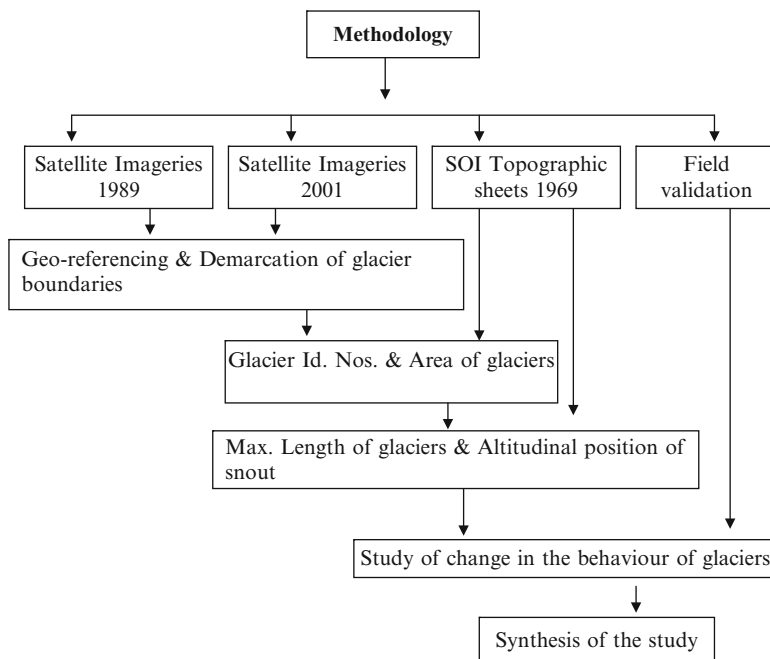 Methodology
Satellite Imageries
1989
Satellite Imageries
2001
SOI Topographic
sheets 1969
Field
validation
Geo-referencing & Demarcation of glacier
boundaries
Glacier Id. Nos. & Area of glaciers
Max. Length of glaciers & Altitudinal position of
snout
Study of change in the behaviour of glaciers
Synthesis of the study